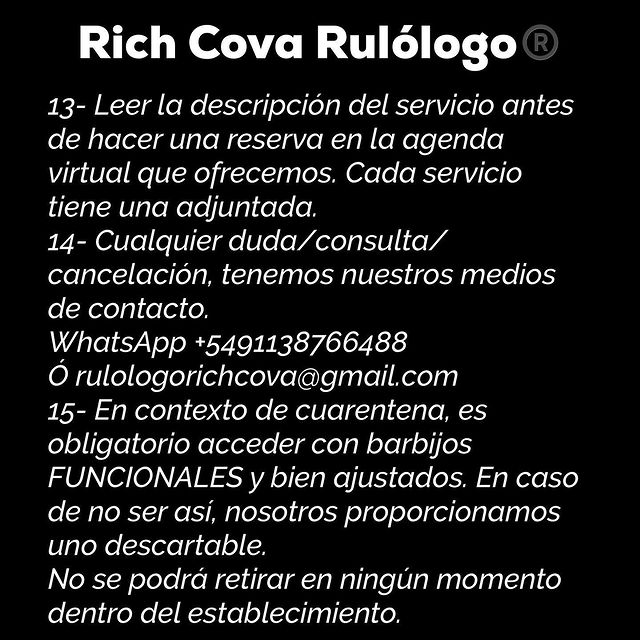 Rich Cova Rulólogo®
13- Leer la descripción del servicio antes
de hacer una reserva en la agenda
virtual que ofrecemos. Cada servicio
tiene una adjuntada.
14- Cualquier duda/consulta/
cancelación, tenemos nuestros medios
de contacto.
WhatsApp +5491138766488
Ó rulologorichcova@gmail.com
15- En contexto de cuarentena, es
obligatorio acceder con barbijos
FUNCIONALES y bien ajustados. En caso
de no ser así, nosotros proporcionamos
uno descartable.
No se podrá retirar en ningún momento
dentro del establecimiento.